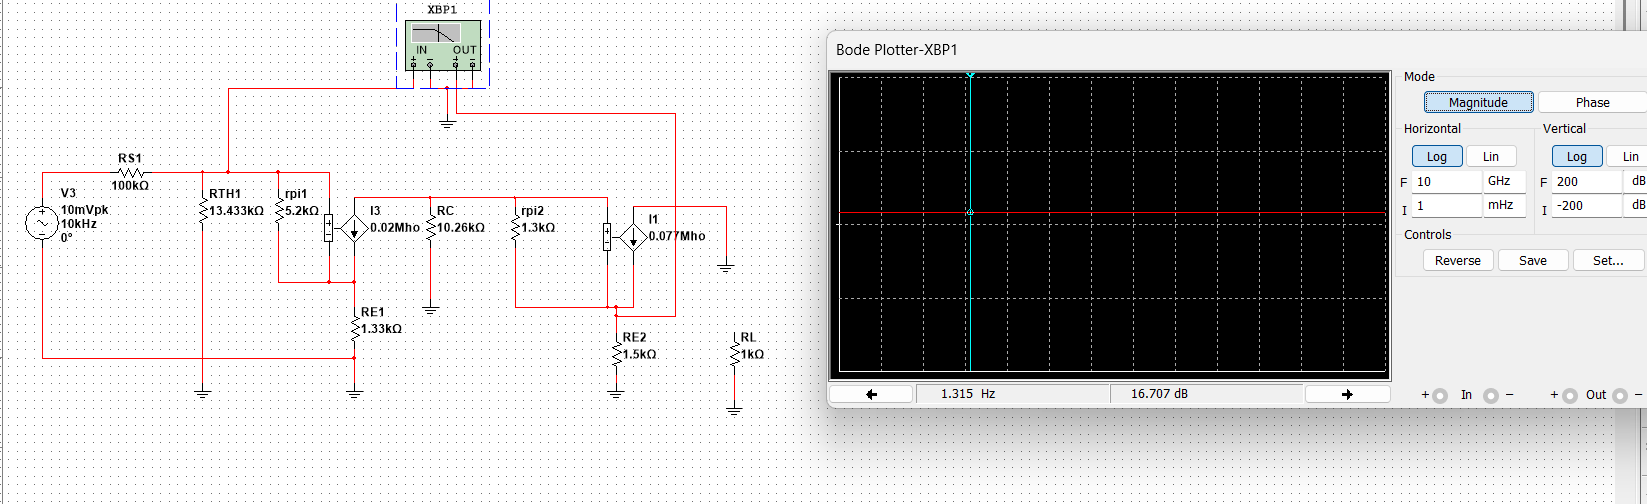 XBP1
IN OUT
RS1
100kΩ
V3
10mVpk
10kHz
0°
RTH1
13.433kΩ
rpi1
5.2kΩ
I3
0.02Mho
RC
10.26kΩ
rpi2
1.3kΩ
I1
0.077Mho
RE1
1.33kΩ
RE2
1.5kΩ
RL
1kΩ
Bode Plotter-XBP1
Mode
Magnitude Phase
Horizontal Vertical
Log Lin Log Lin
F 10 GHz F 200 dB
I 1 mHz I -200 dB
Controls
Reverse Save Set...
1.315 Hz 16.707 dB
+ In − + Out −